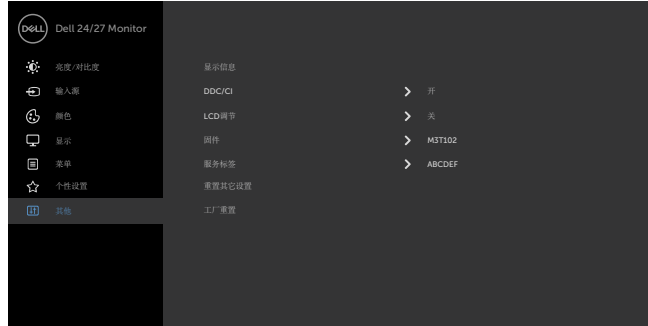 DELL Dell 24/27 Monitor
亮度/对比度 显示信息
输入源 DDC/CI 开
颜色 LCD调节 关
显示 固件 M3T102
菜单 服务标签 ABCDEF
个性设置 重置其它设置
其他 工厂重置